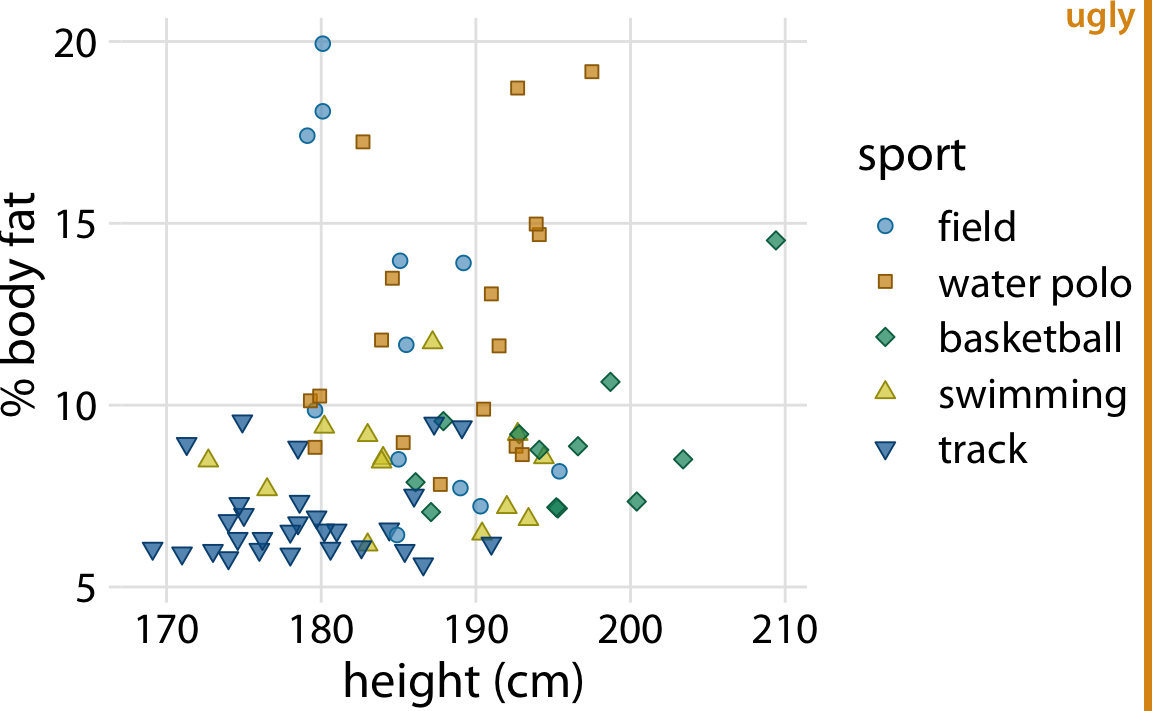 ugly
20
15
10
5
% body fat
170 180 190 200 210
height (cm)
sport
field
water polo
basketball
swimming
track